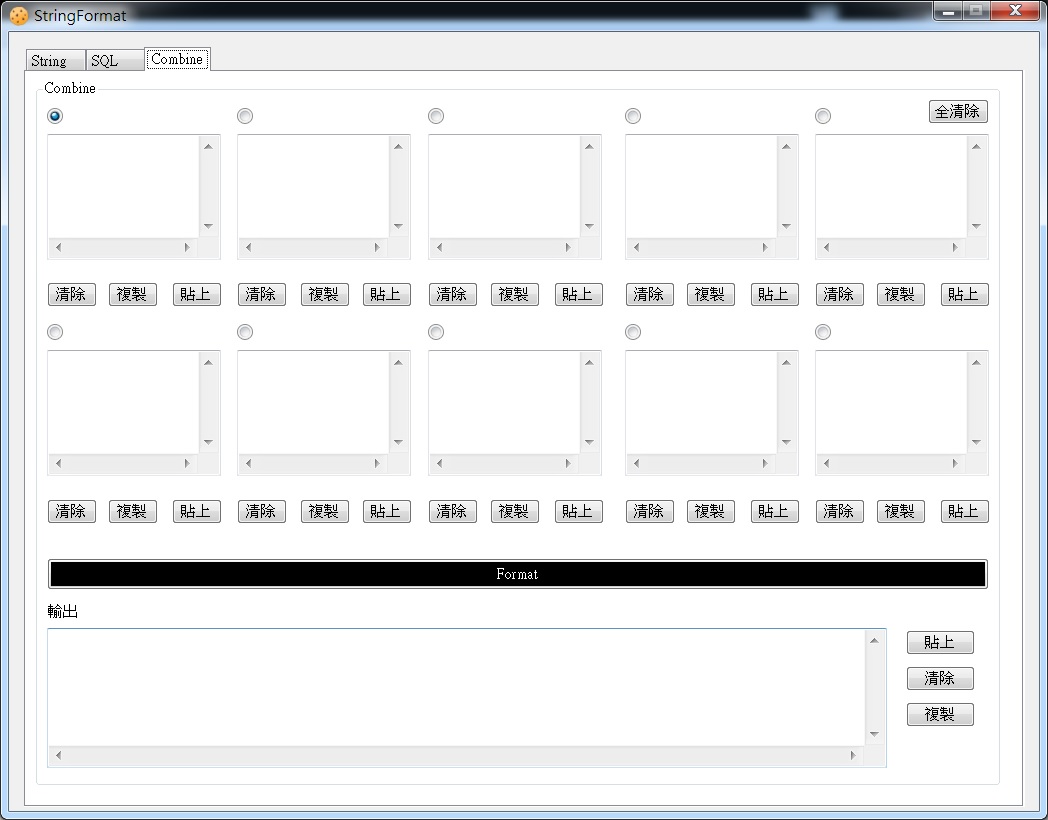 StringFormat
String SQL Combine
Combine
全清除
清除 複製 貼上 清除 複製 貼上 清除 複製 貼上 清除 複製 貼上 清除 複製 貼上
清除 複製 貼上 清除 複製 貼上 清除 複製 貼上 清除 複製 貼上 清除 複製 貼上
Format
輸出
貼上
清除
複製